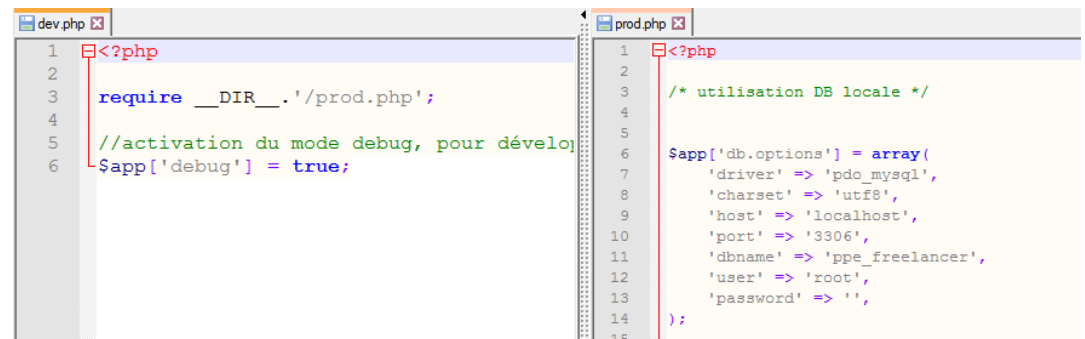 dev.php
1 <?php
2
3 require __DIR__.'/prod.php';
4
5 //activation du mode debug, pour
6 $app['debug'] = true;
prod.php
1 <?php
2
3 /* utilisation DB locale */
4
5
6 $app['db.options'] = array(
7 'driver' => 'pdo_mysql',
8 'charset' => 'utf8',
9 'host' => 'localhost',
10 'port' => '3306',
11 'dbname' => 'ppe_freelancer',
12 'user' => 'root',
13 'password' => '',
14 );
15